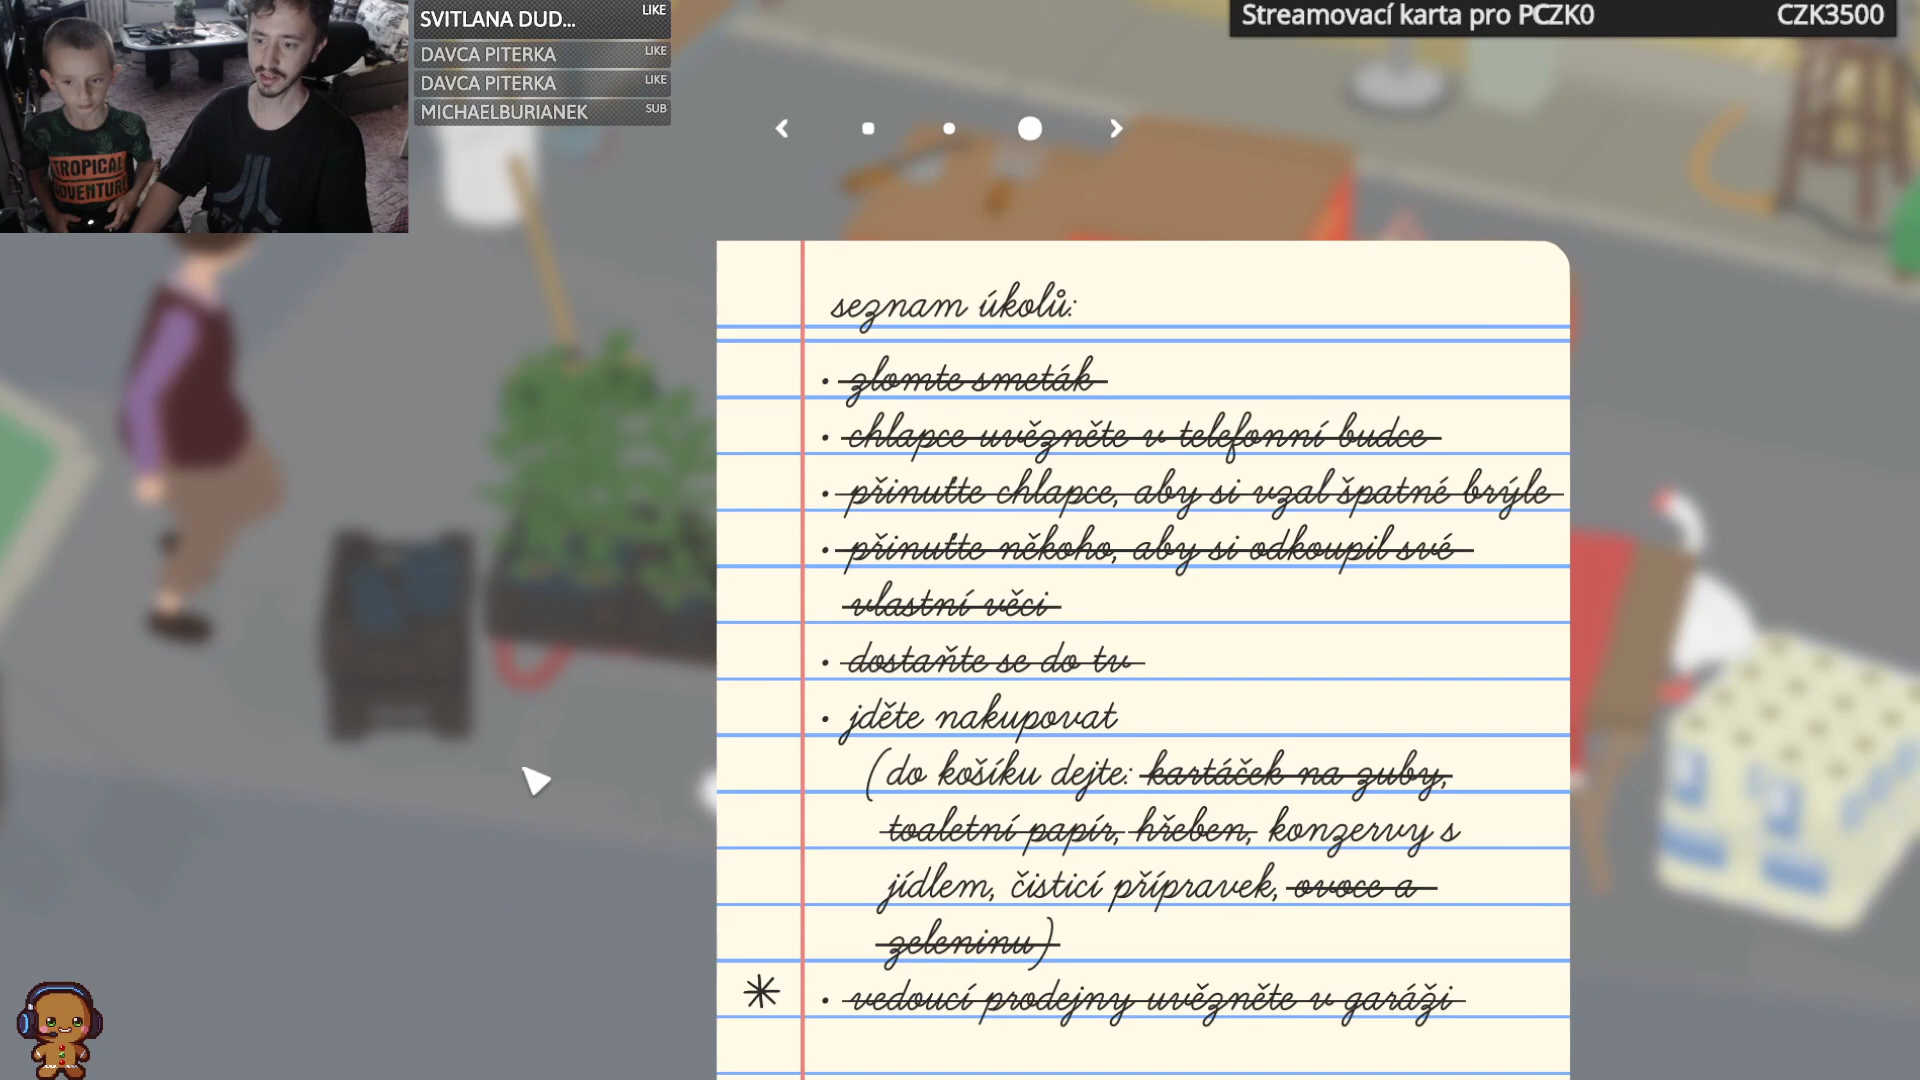 SVITLANA DUD... LIKE
DAVCA PITERKA LIKE
DAVCA PITERKA LIKE
MICHAELBURIANEK SUB
Streamovací karta pro PCZK0 CZK3500
TROPICAL
ADVENTURE
seznam úkolů:
• zlomte smeták
• chlapce uvězněte v telefonní budce
• přinuťte chlapce, aby si vzal špatné brýle
• přinuťte někoho, aby si odkoupil své
vlastní věci
• dostaňte se do tv
• jděte nakupovat
(do košíku dejte: kartáček na zuby,
toaletní papír, hřeben, konzervy s
jídlem, čisticí přípravek, ovoce a
zeleninu)
• vedoucí prodejny uvězněte v garáži